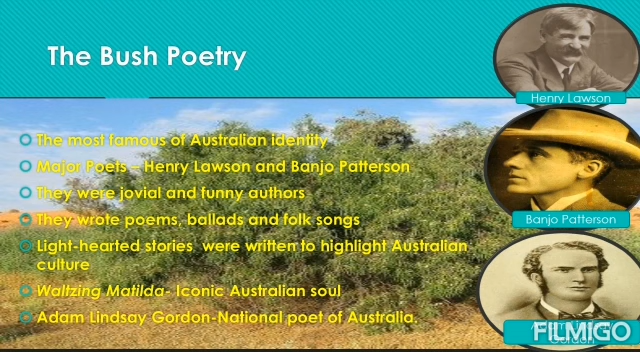 The Bush Poetry
Henry Lawson
The most famous of Australian identity
Major Poets – Henry Lawson and Banjo Patterson
They were jovial and funny authors
Banjo Patterson
They wrote poems, ballads and folk songs
Light-hearted stories were written to highlight Australian
culture
Waltzing Matilda- Iconic Australian soul
Adam Lindsay Gordon-National poet of Australia.
FILMIGO